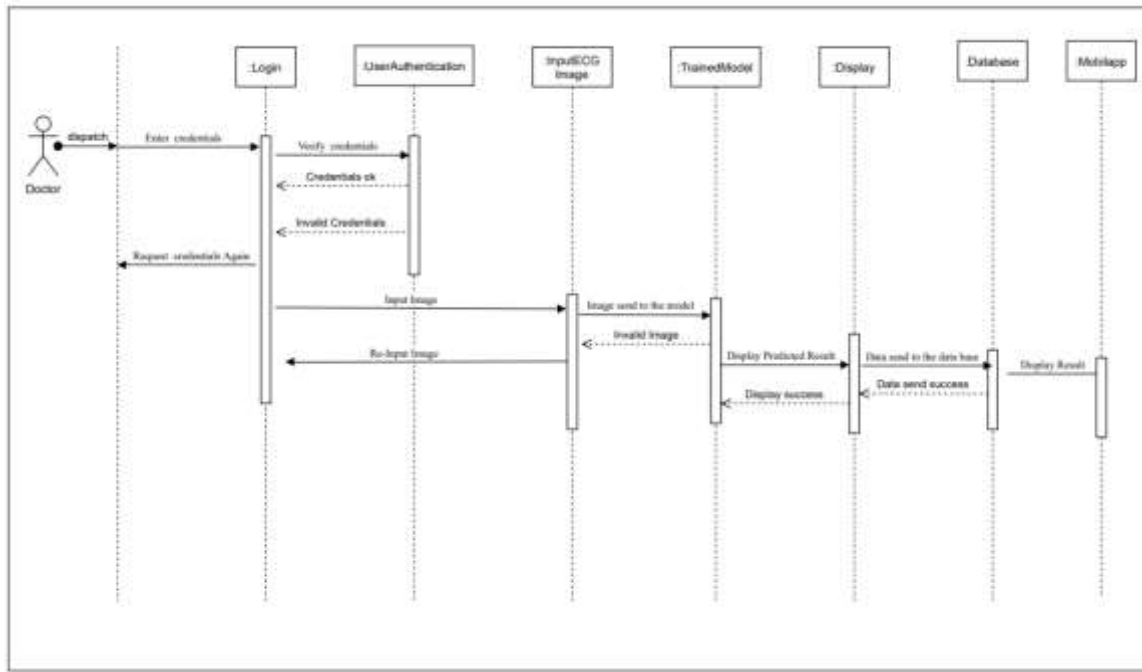 :Login
:UserAuthentication
:InputECG
Image
:TrainedModel
:Display
:Database
:Mobilapp
dispatch
Enter credentials
Doctor
Verify credentials
Credentials ok
Invalid Credentials
Request credentials Again
Input Image
Image send to the model
Invalid Image
Re-Input Image
Display Predicted Result
Data send to the data base
Display Result
Data send success
Display success